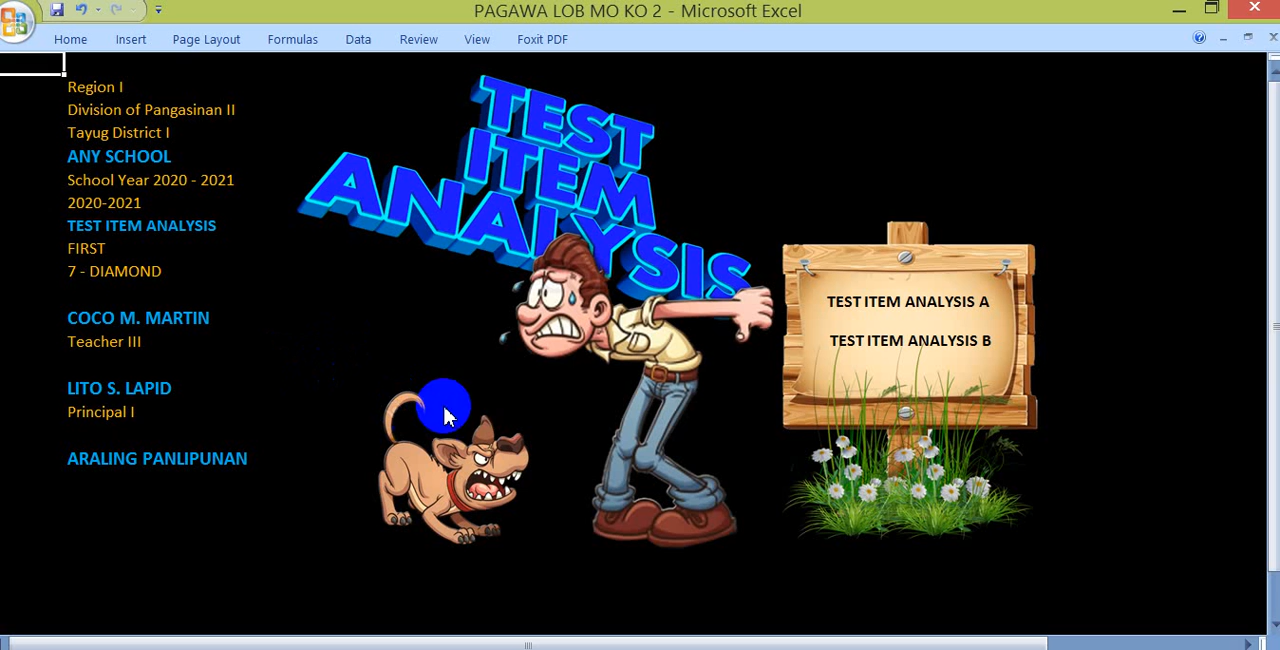 PAGAWA LOB MO KO 2 - Microsoft Excel
Home Insert Page Layout Formulas Data Review View Foxit PDF
Region I
Division of Pangasinan II
Tayug District I
ANY SCHOOL
School Year 2020 - 2021
2020-2021
TEST ITEM ANALYSIS
FIRST
7 - DIAMOND
COCO M. MARTIN
Teacher III
LITO S. LAPID
Principal I
ARALING PANLIPUNAN
TEST
ITEM
ANALYSIS
TEST ITEM ANALYSIS A
TEST ITEM ANALYSIS B